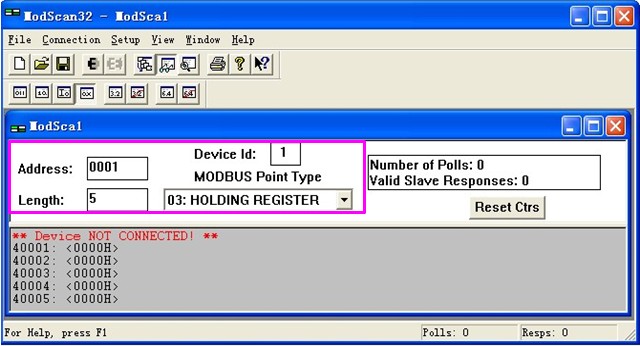 ModScan32 - ModSca1
File Connection Setup View Window Help
ModSca1
Address: 0001
Device Id: 1
MODBUS Point Type
Length: 5
03: HOLDING REGISTER
Number of Polls: 0
Valid Slave Responses: 0
Reset Ctrs
** Device NOT CONNECTED! **
40001: <0000H>
40002: <0000H>
40003: <0000H>
40004: <0000H>
40005: <0000H>
For Help, press F1
Polls: 0
Resps: 0